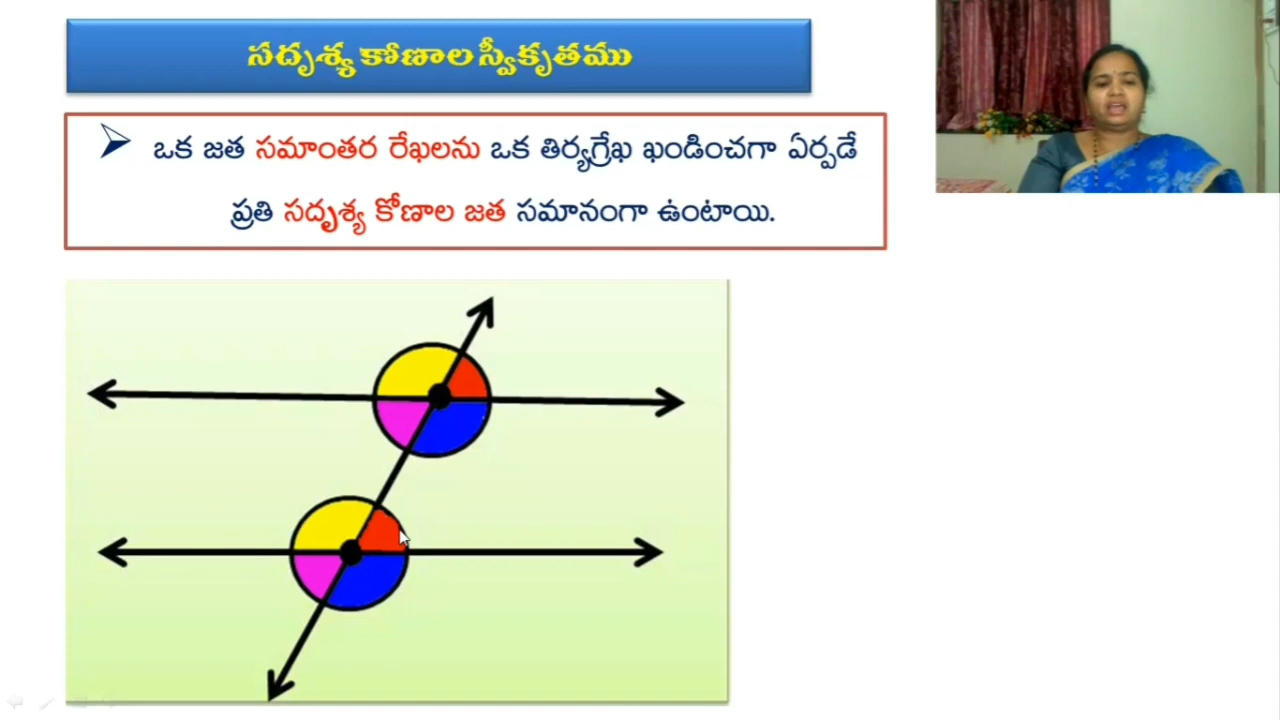 సదృశ్య కోణాల స్వీకృతము
ఒక జత సమాంతర రేఖలను ఒక తిర్యగ్రేఖ ఖండించగా ఏర్పడే
ప్రతి సదృశ్య కోణాల జత సమానంగా ఉంటాయి.